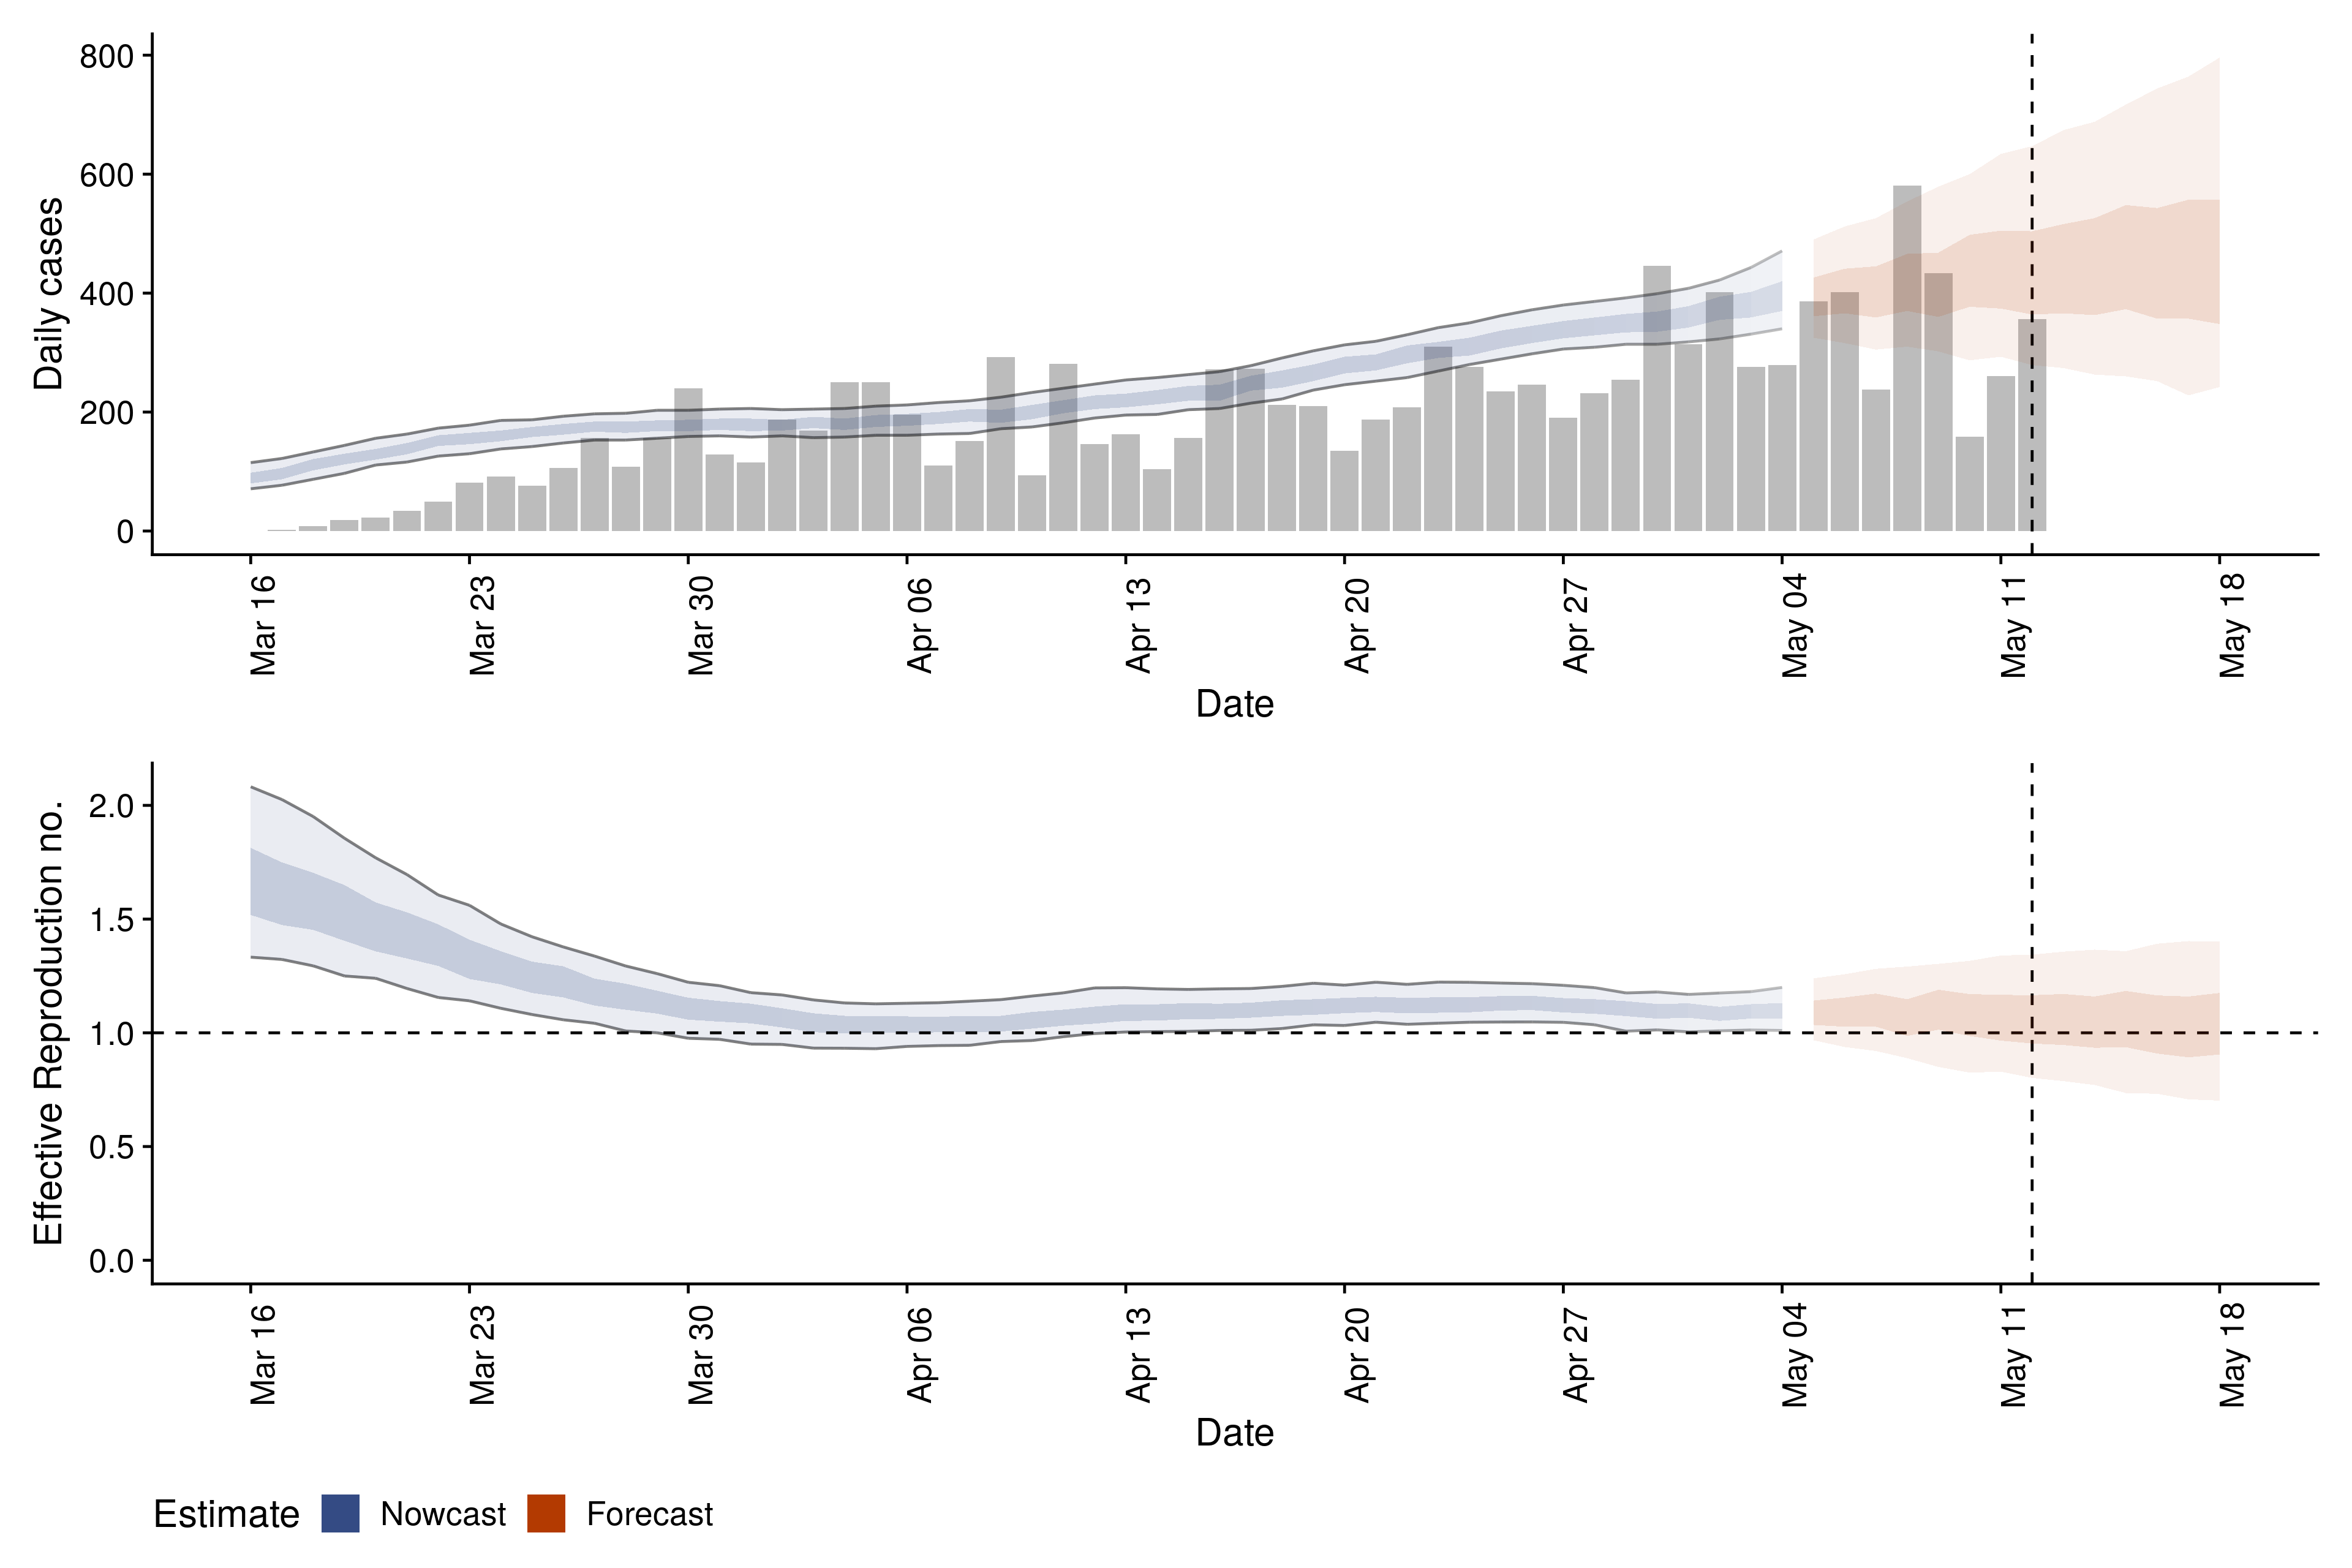 Daily cases
800
600
400
200
0
Mar 16
Mar 23
Mar 30
Apr 06
Apr 13
Apr 20
Apr 27
May 04
May 11
May 18
Date
Effective Reproduction no.
2.0
1.5
1.0
0.5
0.0
Mar 16
Mar 23
Mar 30
Apr 06
Apr 13
Apr 20
Apr 27
May 04
May 11
May 18
Date
Estimate Nowcast Forecast